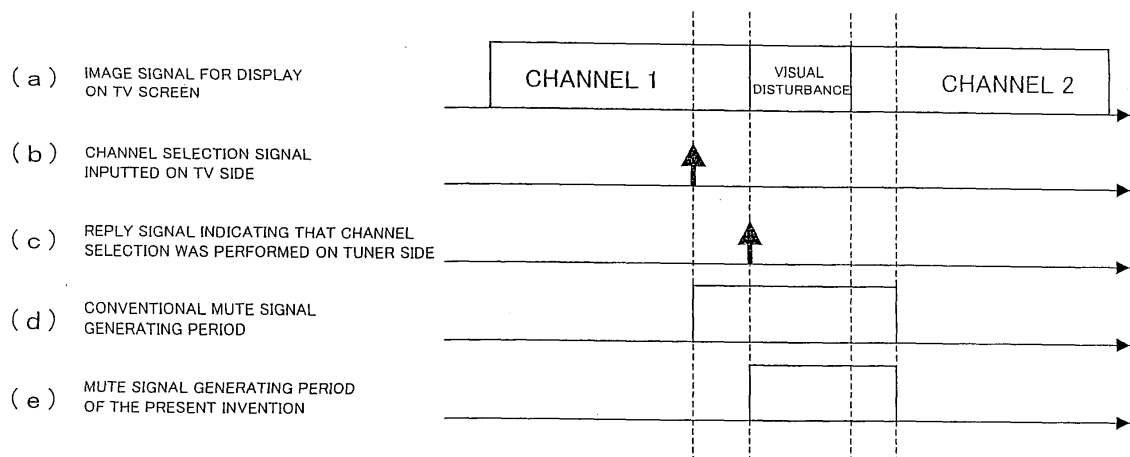 (a) IMAGE SIGNAL FOR DISPLAY
ON TV SCREEN
CHANNEL 1
VISUAL
DISTURBANCE
CHANNEL 2
(b) CHANNEL SELECTION SIGNAL
INPUTTED ON TV SIDE
(c) REPLY SIGNAL INDICATING THAT CHANNEL
SELECTION WAS PERFORMED ON TUNER SIDE
(d) CONVENTIONAL MUTE SIGNAL
GENERATING PERIOD
(e) MUTE SIGNAL GENERATING PERIOD
OF THE PRESENT INVENTION